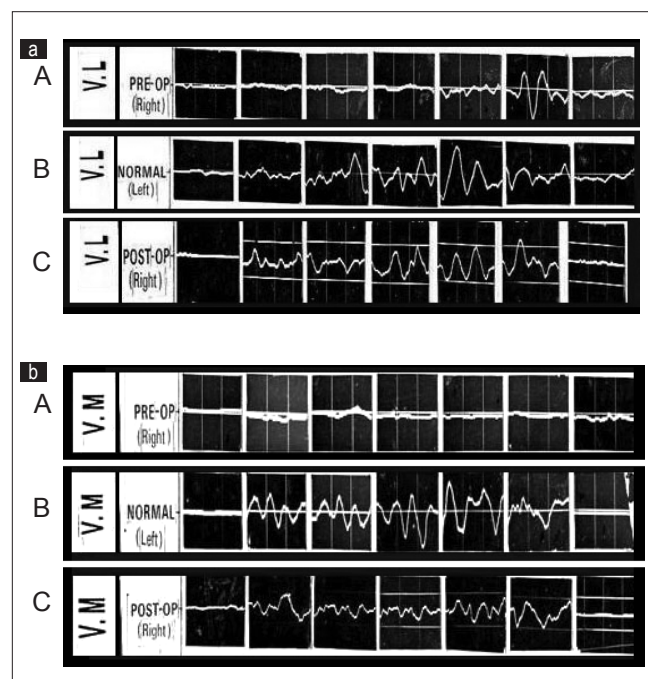 a
A
V.L
PRE-OP
(Right)
B
V.L
NORMAL
(Left)
C
V.L
POST-OP
(Right)
b
A
V.M
PRE-OP
(Right)
B
V.M
NORMAL
(Left)
C
V.M
POST-OP
(Right)